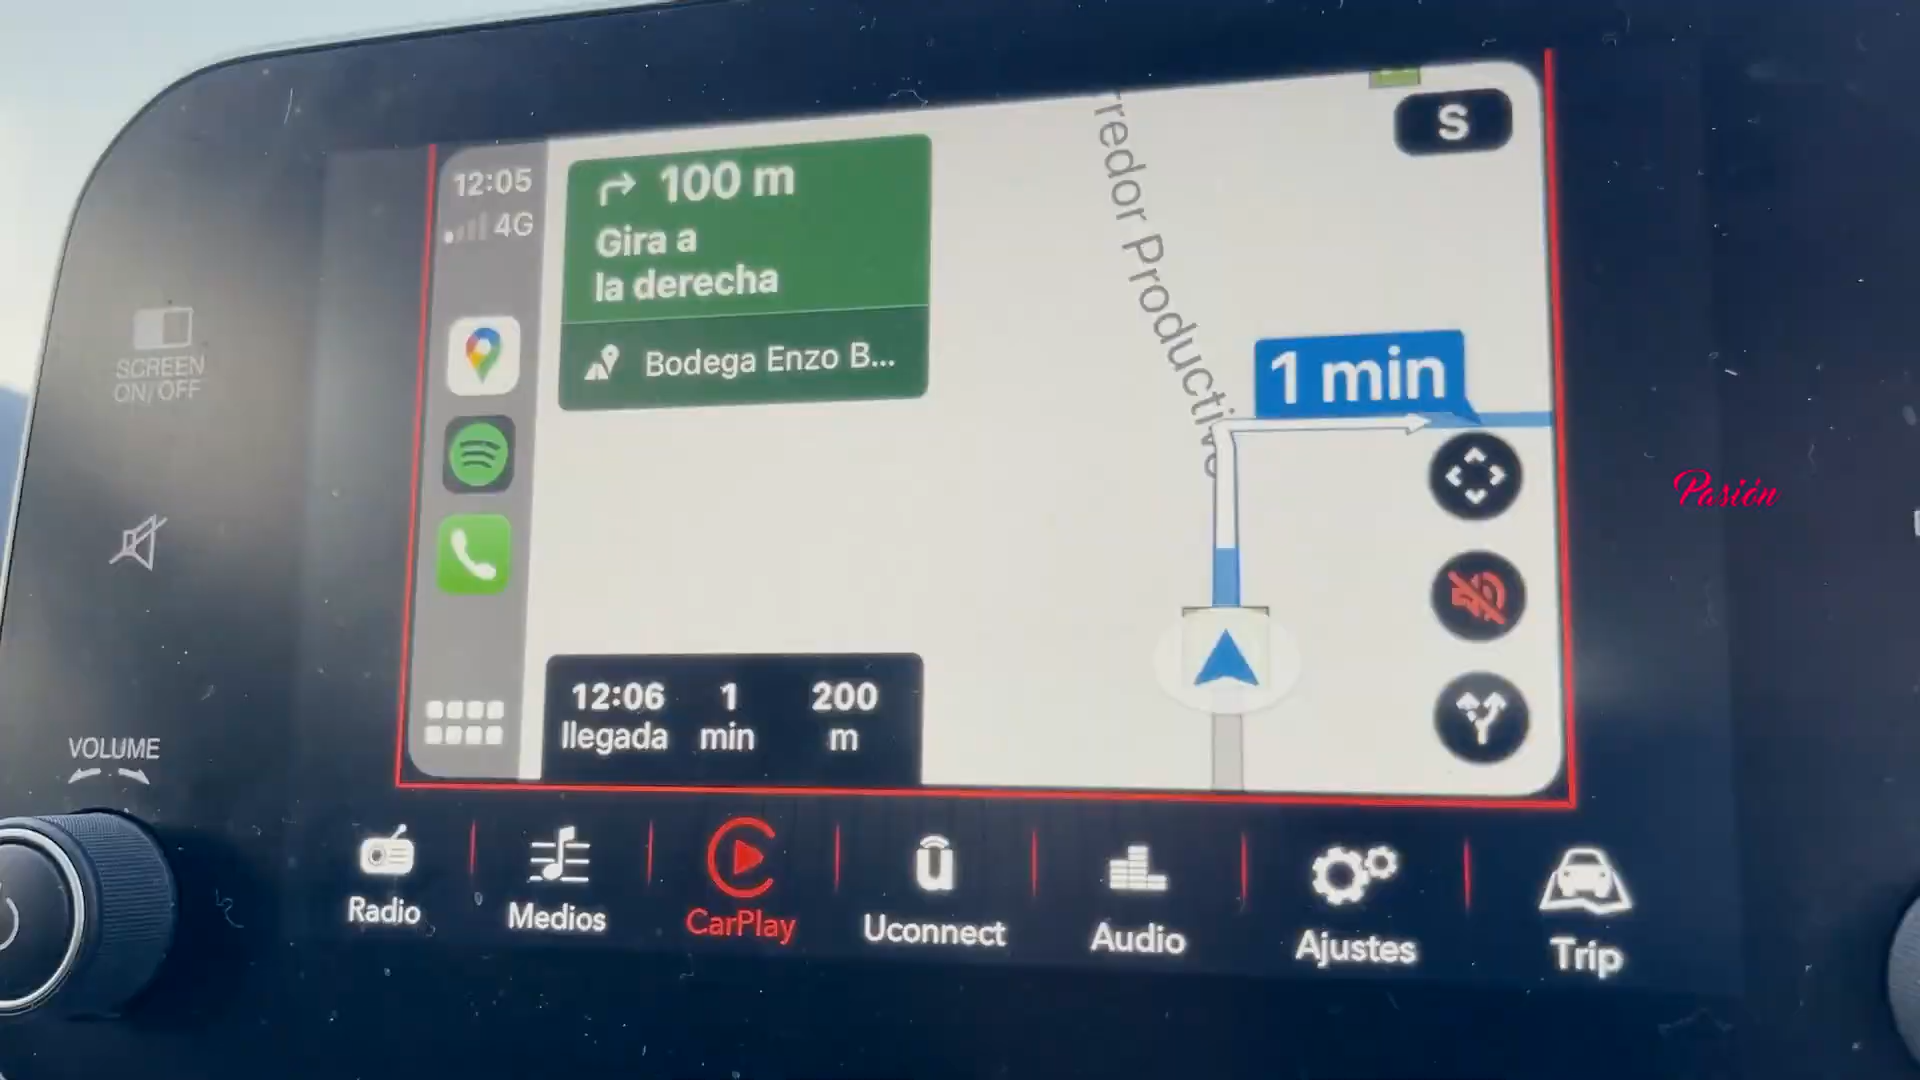 12:05
4G
100 m
Gira a
la derecha
Bodega Enzo B...
S
redor Productivo
1 min
12:06 1 200
llegada min m
SCREEN
ON/OFF
VOLUME
Pasión
Radio
Medios
CarPlay
Uconnect
Audio
Ajustes
Trip